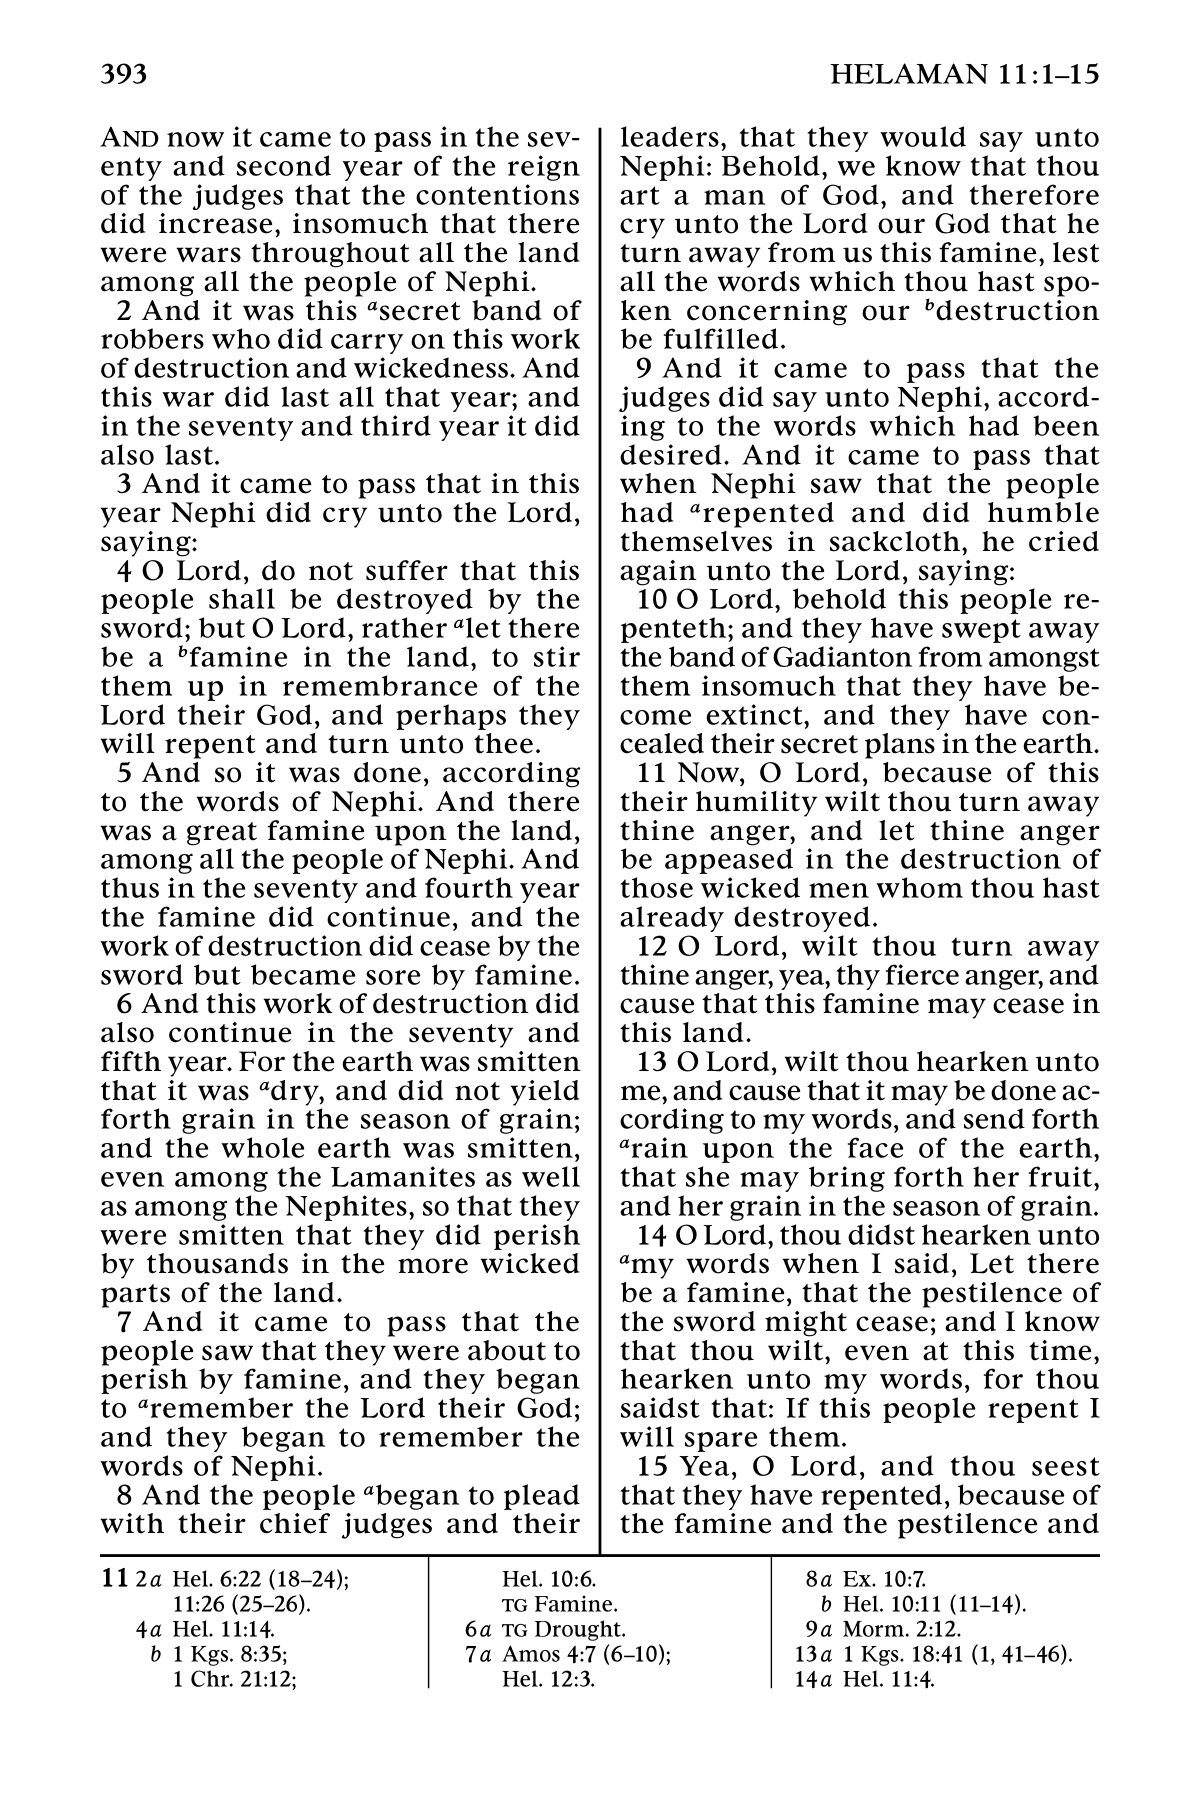 393
HELAMAN 11:1–15
AND now it came to pass in the sev-
enty and second year of the reign
of the judges that the contentions
did increase, insomuch that there
were wars throughout all the land
among all the people of Nephi.
2 And it was this asecret band of
robbers who did carry on this work
of destruction and wickedness. And
this war did last all that year; and
in the seventy and third year it did
also last.
3 And it came to pass that in this
year Nephi did cry unto the Lord,
saying:
4 O Lord, do not suffer that this
people shall be destroyed by the
sword; but O Lord, rather alet there
be a bfamine in the land, to stir
them up in remembrance of the
Lord their God, and perhaps they
will repent and turn unto thee.
5 And so it was done, according
to the words of Nephi. And there
was a great famine upon the land,
among all the people of Nephi. And
thus in the seventy and fourth year
the famine did continue, and the
work of destruction did cease by the
sword but became sore by famine.
6 And this work of destruction did
also continue in the seventy and
fifth year. For the earth was smitten
that it was adry, and did not yield
forth grain in the season of grain;
and the whole earth was smitten,
even among the Lamanites as well
as among the Nephites, so that they
were smitten that they did perish
by thousands in the more wicked
parts of the land.
7 And it came to pass that the
people saw that they were about to
perish by famine, and they began
to aremember the Lord their God;
and they began to remember the
words of Nephi.
8 And the people abegan to plead
with their chief judges and their
leaders, that they would say unto
Nephi: Behold, we know that thou
art a man of God, and therefore
cry unto the Lord our God that he
turn away from us this famine, lest
all the words which thou hast spo-
ken concerning our bdestruction
be fulfilled.
9 And it came to pass that the
judges did say unto Nephi, accord-
ing to the words which had been
desired. And it came to pass that
when Nephi saw that the people
had arepented and did humble
themselves in sackcloth, he cried
again unto the Lord, saying:
10 O Lord, behold this people re-
penteth; and they have swept away
the band of Gadianton from amongst
them insomuch that they have be-
come extinct, and they have con-
cealed their secret plans in the earth.
11 Now, O Lord, because of this
their humility wilt thou turn away
thine anger, and let thine anger
be appeased in the destruction of
those wicked men whom thou hast
already destroyed.
12 O Lord, wilt thou turn away
thine anger, yea, thy fierce anger, and
cause that this famine may cease in
this land.
13 O Lord, wilt thou hearken unto
me, and cause that it may be done ac-
cording to my words, and send forth
arain upon the face of the earth,
that she may bring forth her fruit,
and her grain in the season of grain.
14 O Lord, thou didst hearken unto
amy words when I said, Let there
be a famine, that the pestilence of
the sword might cease; and I know
that thou wilt, even at this time,
hearken unto my words, for thou
saidst that: If this people repent I
will spare them.
15 Yea, O Lord, and thou seest
that they have repented, because of
the famine and the pestilence and
11 2a Hel. 6:22 (18–24);
11:26 (25–26).
4a Hel. 11:14.
b 1 Kgs. 8:35;
1 Chr. 21:12;
Hel. 10:6.
TG Famine.
6a TG Drought.
7a Amos 4:7 (6–10);
Hel. 12:3.
8a Ex. 10:7.
b Hel. 10:11 (11–14).
9a Morm. 2:12.
13a 1 Kgs. 18:41 (1, 41–46).
14a Hel. 11:4.